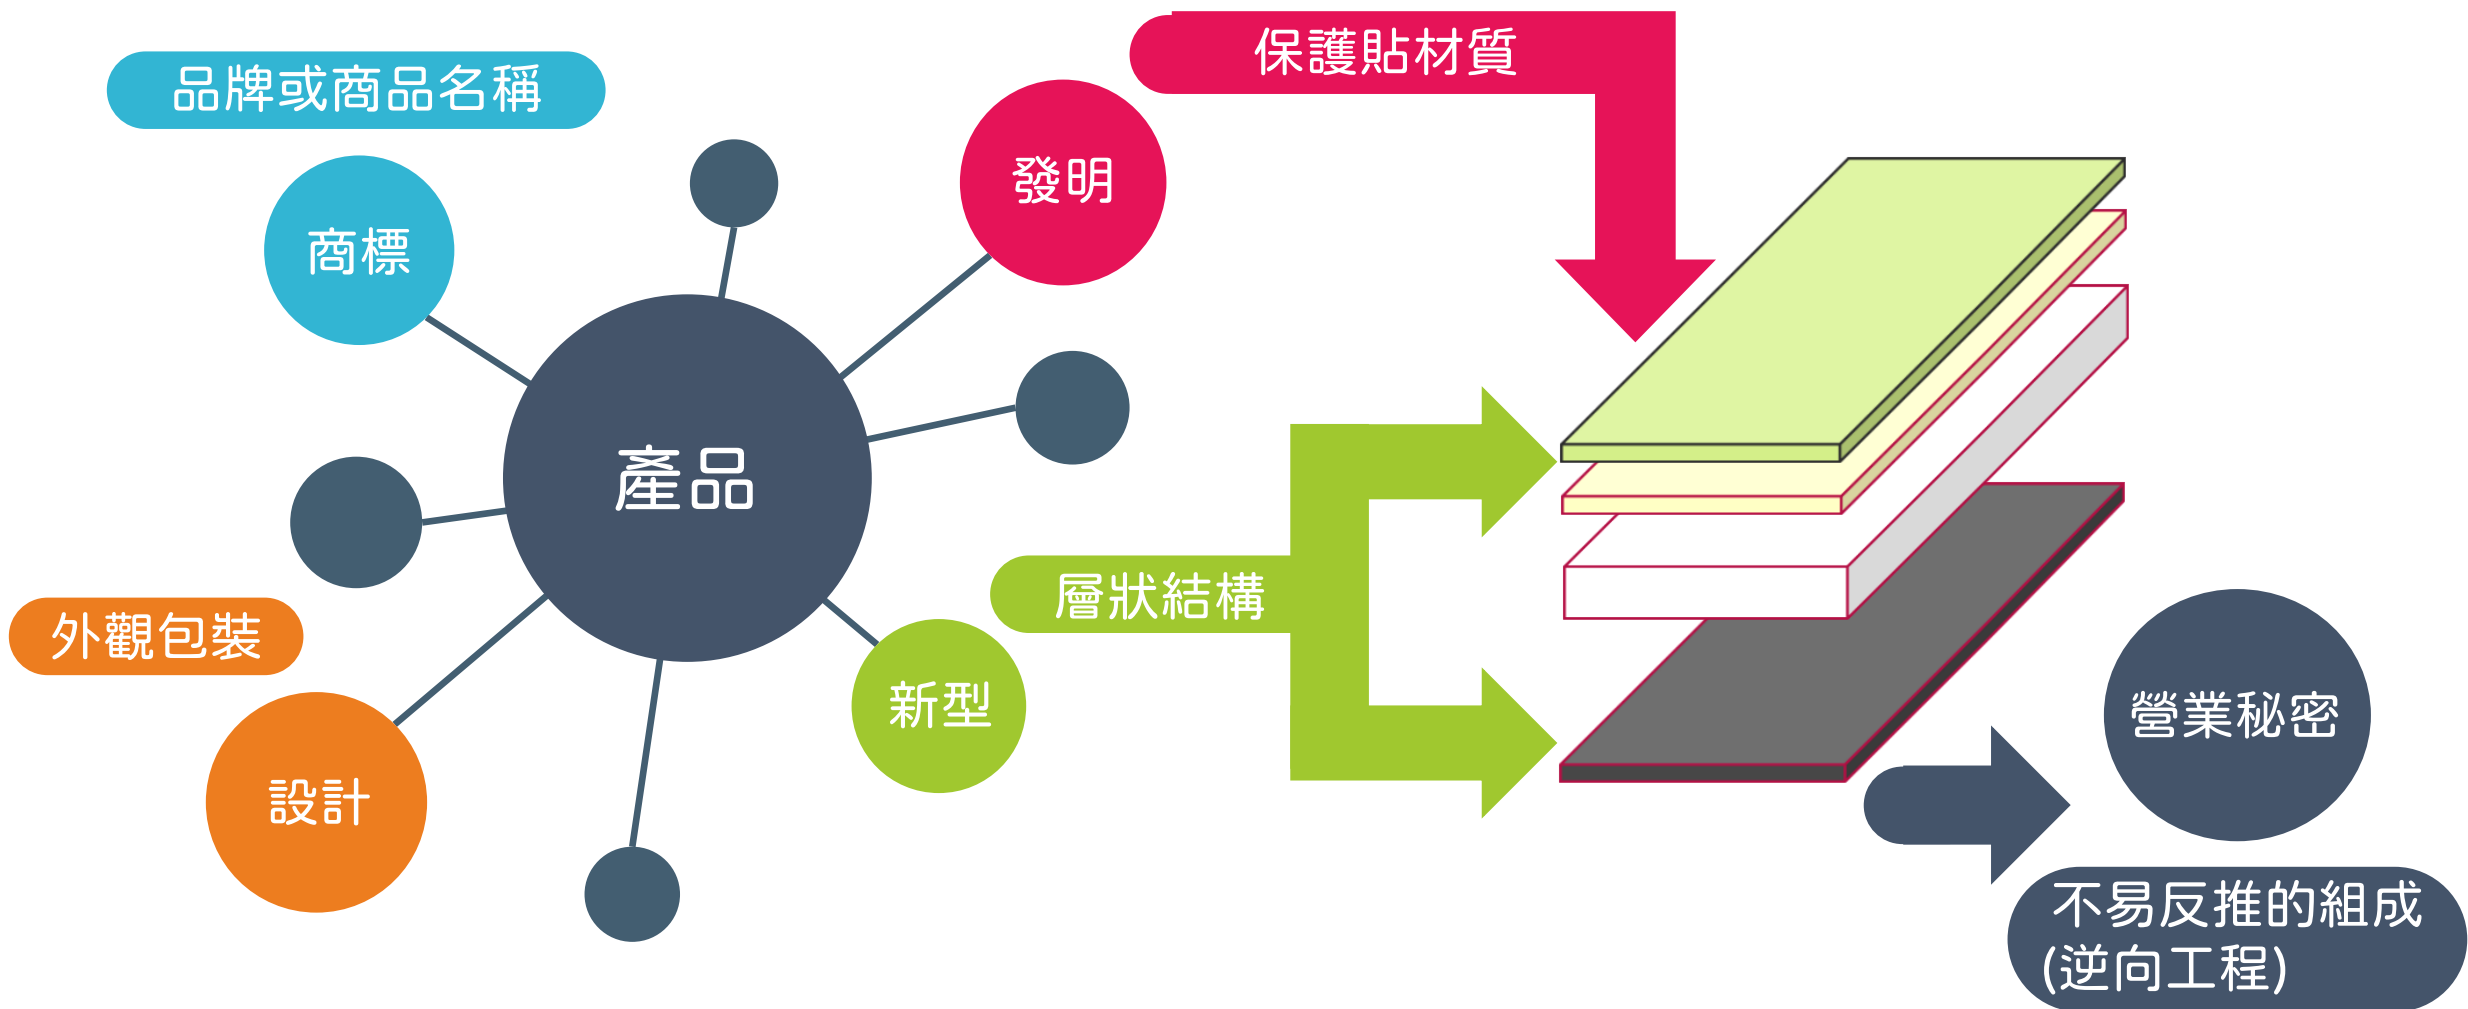 品牌或商品名稱
商標
產品
外觀包裝
設計
發明
保護貼材質
層狀結構
新型
營業秘密
不易反推的組成
(逆向工程)